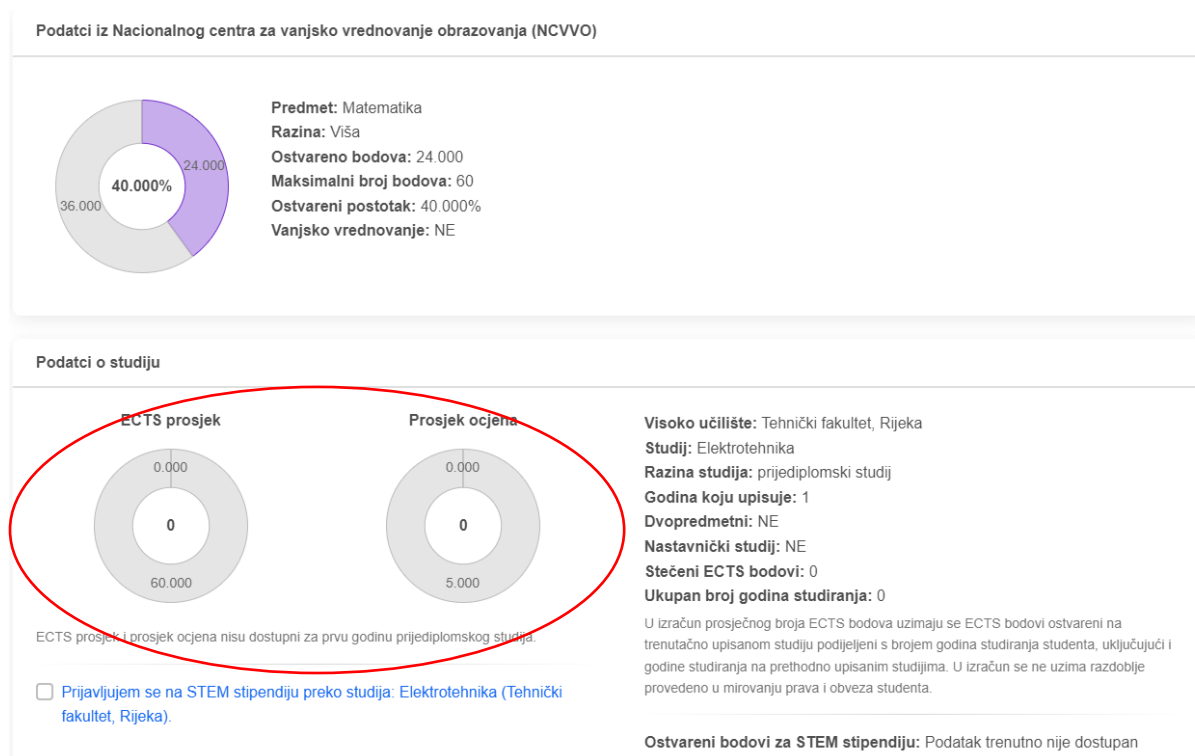 Podatci iz Nacionalnog centra za vanjsko vrednovanje obrazovanja (NCVVO)
24.000
40.000%
36.000
Predmet: Matematika
Razina: Viša
Ostvareno bodova: 24.000
Maksimalni broj bodova: 60
Ostvareni postotak: 40.000%
Vanjsko vrednovanje: NE
Podatci o studiju
ECTS prosjek
0.000
0
60.000
Prosjek ocjena
0.000
0
5.000
ECTS prosjek i prosjek ocjena nisu dostupni za prvu godinu prijediplomskog studija.
Prijavljujem se na STEM stipendiju preko studija: Elektrotehnika (Tehnički
fakultet, Rijeka).
Visoko učilište: Tehnički fakultet, Rijeka
Studij: Elektrotehnika
Razina studija: prijediplomski studij
Godina koju upisuje: 1
Dvopredmetni: NE
Nastavnički studij: NE
Stečeni ECTS bodovi: 0
Ukupan broj godina studiranja: 0
U izračun prosječnog broja ECTS bodova uzimaju se ECTS bodovi ostvareni na
trenutačno upisanom studiju podijeljeni s brojem godina studiranja studenta, uključujući i
godine studiranja na prethodno upisanim studijima. U izračun se ne uzima razdoblje
provedeno u mirovanju prava i obveza studenta.
Ostvareni bodovi za STEM stipendiju: Podatak trenutno nije dostupan